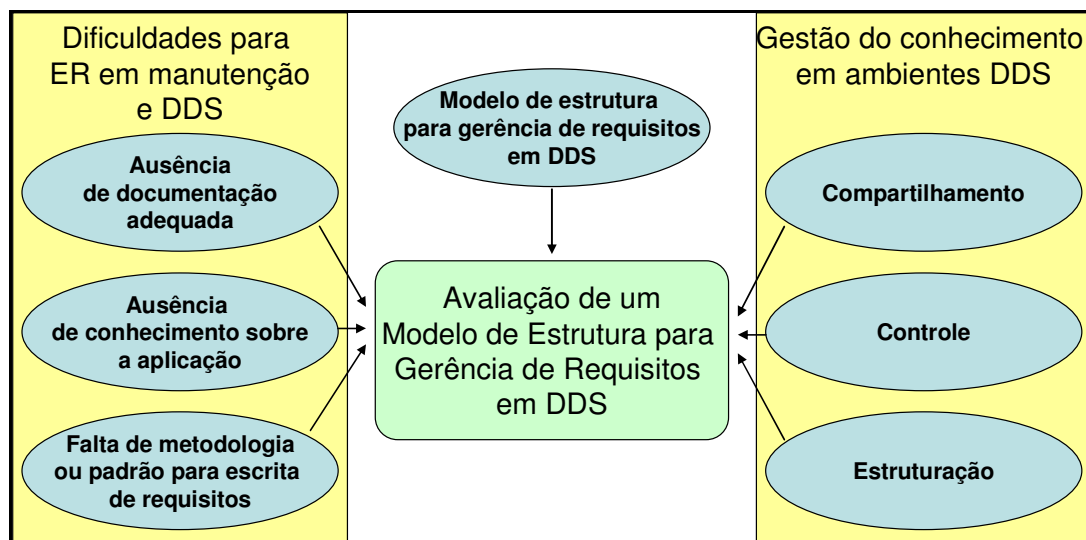 Dificuldades para
ER em manutenção
e DDS
Ausência
de documentação
adequada
Ausência
de conhecimento sobre
a aplicação
Falta de metodologia
ou padrão para escrita
de requisitos
Modelo de estrutura
para gerência de requisitos
em DDS
Avaliação de um
Modelo de Estrutura para
Gerência de Requisitos
em DDS
Gestão do conhecimento
em ambientes DDS
Compartilhamento
Controle
Estruturação